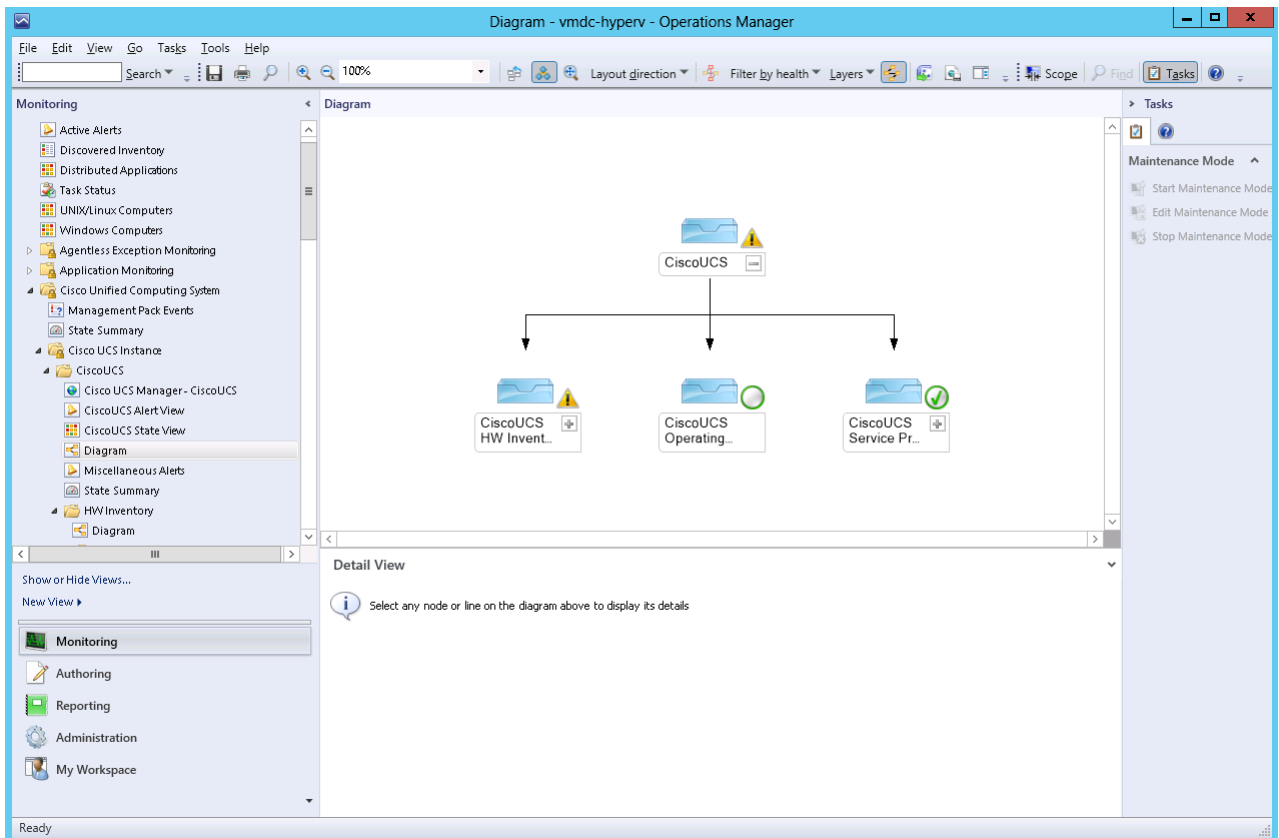 Diagram - vmdc-hyperv - Operations Manager
File Edit View Go Tasks Tools Help
Search 100% Layout direction Filter by health Layers Scope Find Tasks
Monitoring
Active Alerts
Discovered Inventory
Distributed Applications
Task Status
UNIX/Linux Computers
Windows Computers
Agentless Exception Monitoring
Application Monitoring
Cisco Unified Computing System
Management Pack Events
State Summary
Cisco UCS Instance
CiscoUCS
Cisco UCS Manager - CiscoUCS
CiscoUCS Alert View
CiscoUCS State View
Diagram
Miscellaneous Alerts
State Summary
HW Inventory
Diagram
Show or Hide Views...
New View
Monitoring
Authoring
Reporting
Administration
My Workspace
Diagram
CiscoUCS
CiscoUCS
HW Invent...
CiscoUCS
Operating...
CiscoUCS
Service Pr...
Detail View
Select any node or line on the diagram above to display its details
Tasks
Maintenance Mode
Start Maintenance Mode
Edit Maintenance Mode
Stop Maintenance Mode
Ready